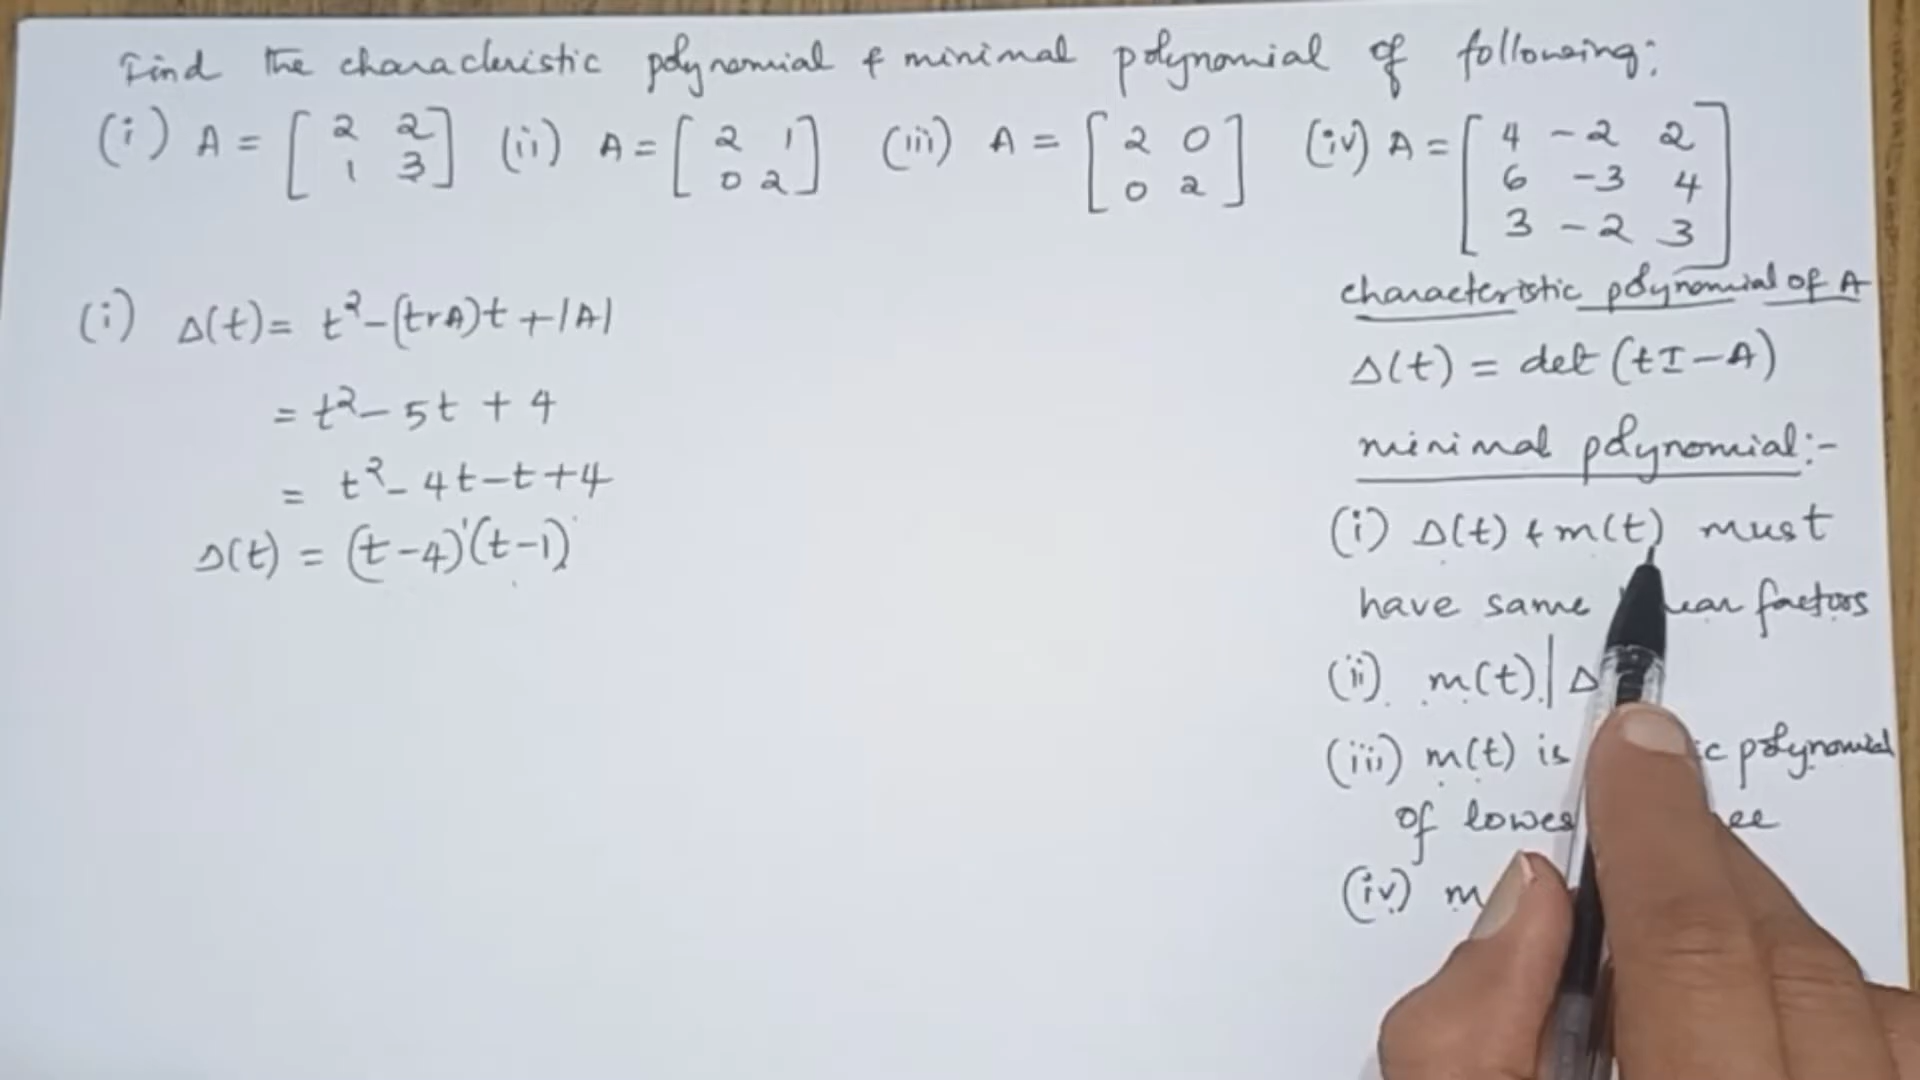 Find the characteristic polynomial & minimal polynomial of following:
(i) A = [2 2 (ii) A = [2 1 (iii) A = [2 0 (iv) A = [4 -2 2
1 3] 0 2] 0 2] 6 -3 4
3 -2 3]
(i) Δ(t) = t² - (trA)t + |A|
= t² - 5t + 4
= t² - 4t - t + 4
Δ(t) = (t-4)'(t-1)
characteristic polynomial of A
Δ(t) = det (tI - A)
minimal polynomial:-
(i) Δ(t) & m(t) must
have same factors
(ii) m(t) | Δ
(iii) m(t) is polynomial
of
(iv) m